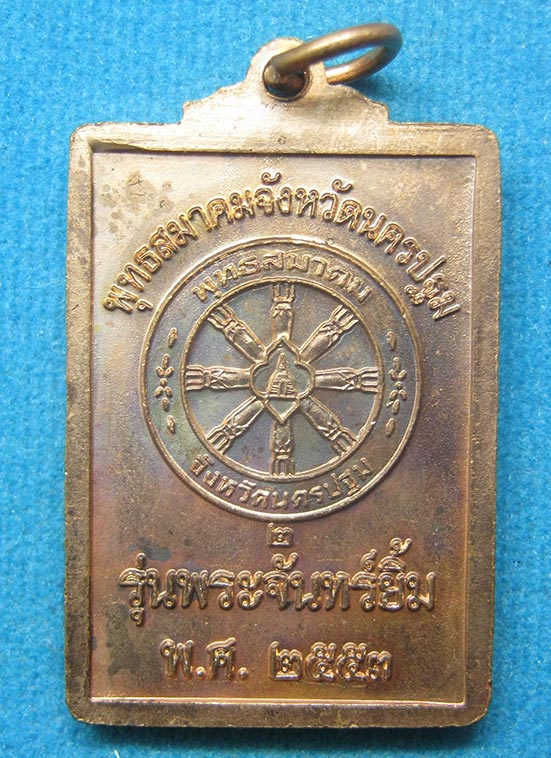 พุทธสมาคมจังหวัดนครปฐม
พุทธสมาคม
จังหวัดนครปฐม
๒
รุ่นพระจันทร์ยิ้ม
พ.ศ. ๒๕๕๓